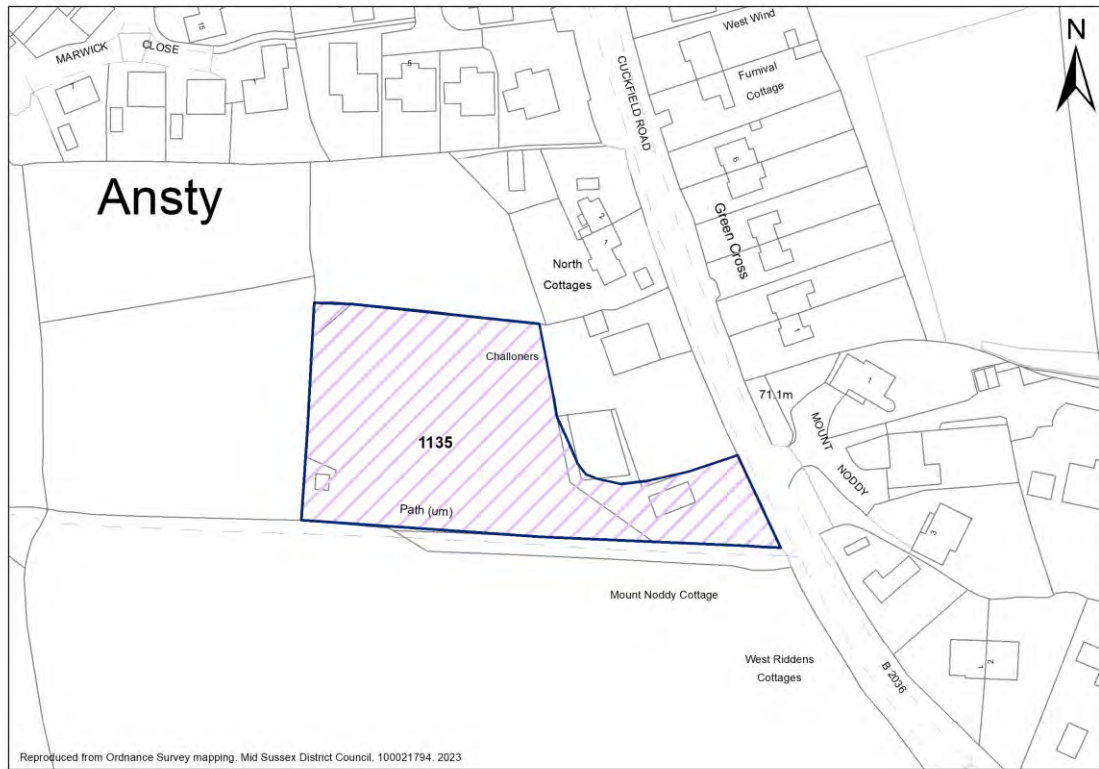 15
West Wind
N
MARWICK CLOSE
7
5
CUCKFIELD ROAD
Furnival
Cottage
Ansty
6
2
1
Green Cross
North
Cottages
1
Challoners
71.1m
1
MOUNT NODDY
1135
Path (um)
3
Mount Noddy Cottage
West Riddens
Cottages
B 2036
1
2
Reproduced from Ordnance Survey mapping. Mid Sussex District Council. 100021794. 2023